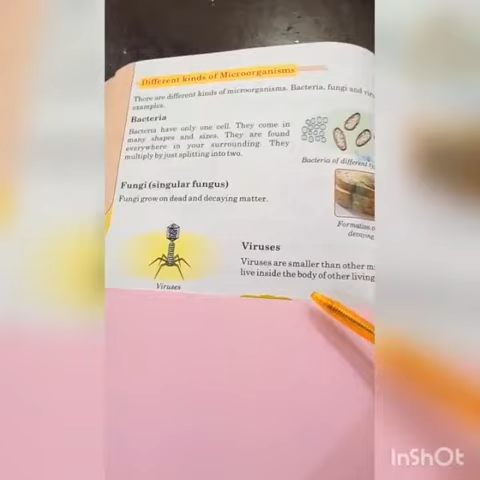 Different kinds of Microorganisms
There are different kinds of microorganisms. Bacteria, fungi and
examples.
Bacteria
Bacteria have only one cell. They come in
many shapes and sizes. They are found
everywhere in your surrounding. They
multiply by just splitting into two.
Bacteria of different
Fungi (singular fungus)
Fungi grow on dead and decaying matter.
Formation
decaying
Viruses
Viruses are smaller than other
live inside the body of other living
Viruses
InShOt